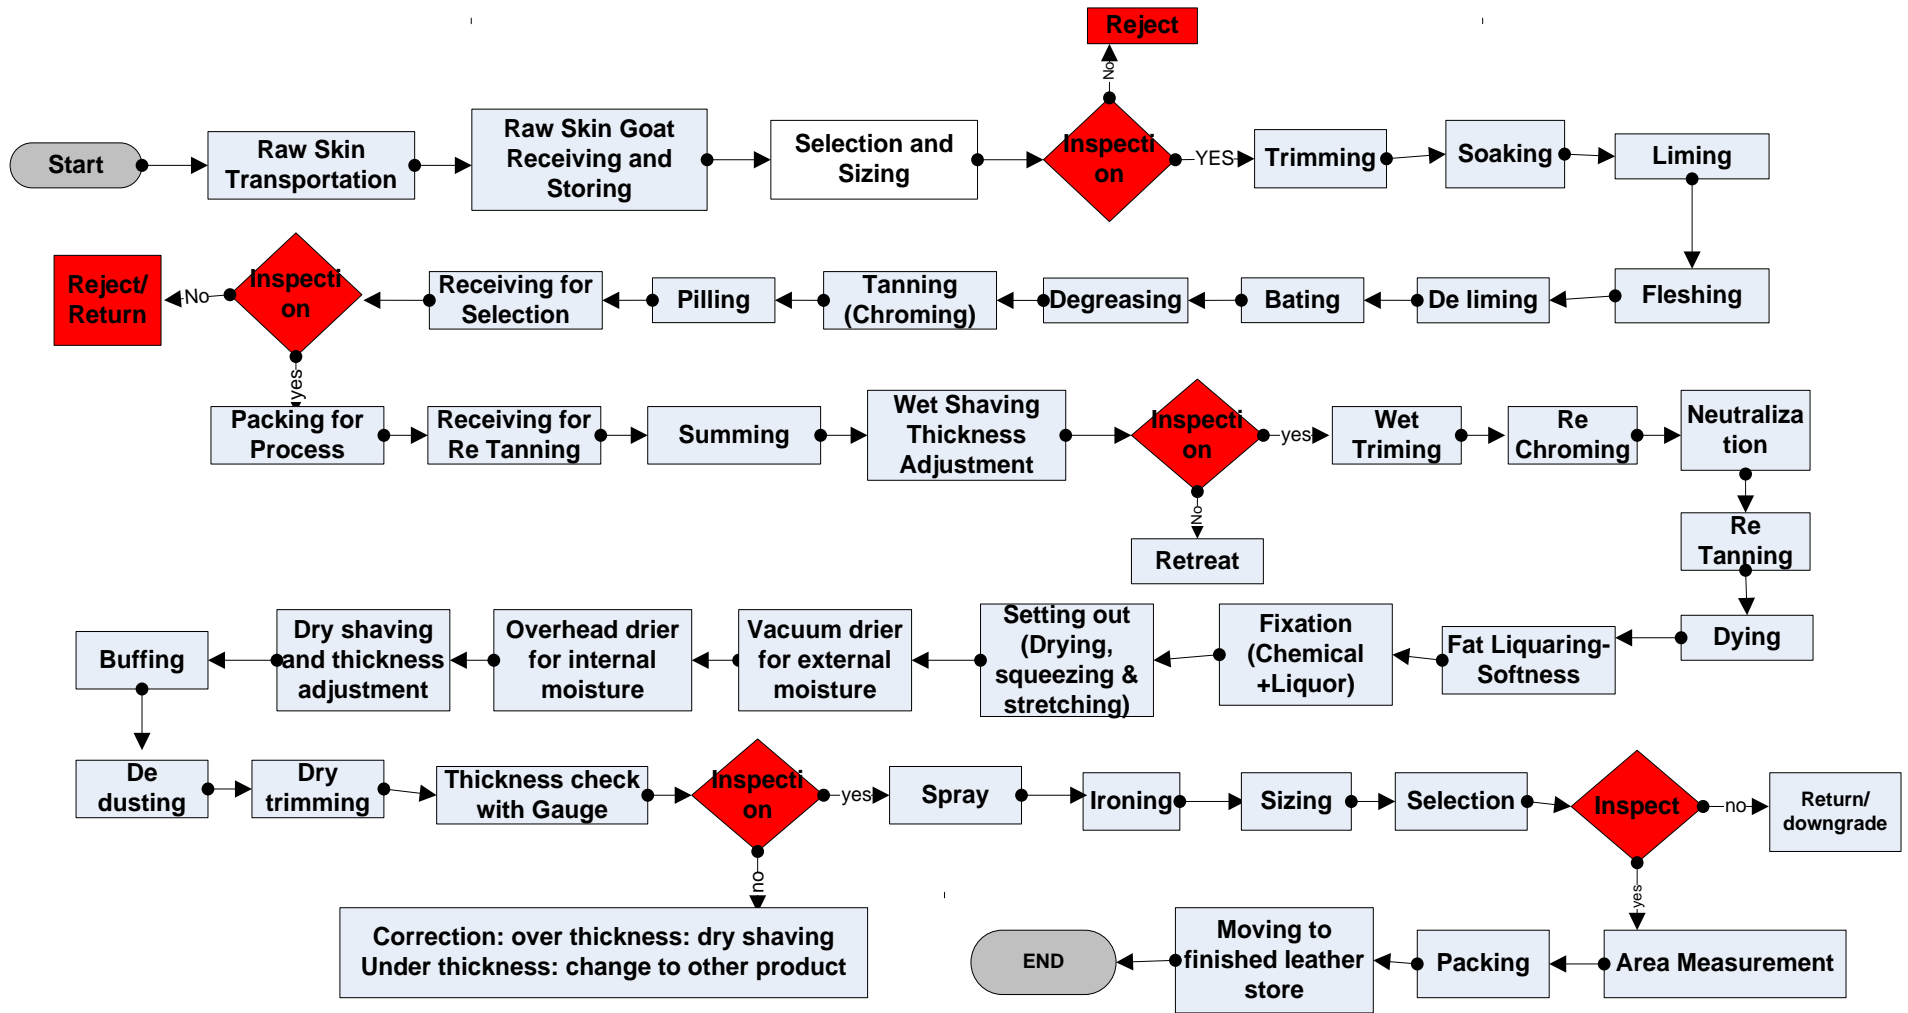 Reject
No
Start
Raw Skin
Transportation
Raw Skin Goat
Receiving and
Storing
Selection and
Sizing
Inspecti
on
YES
Trimming
Soaking
Liming
Reject/
Return
No
Inspecti
on
Receiving for
Selection
Pilling
Tanning
(Chroming)
Degreasing
Bating
De liming
Fleshing
yes
Packing for
Process
Receiving for
Re Tanning
Summing
Wet Shaving
Thickness
Adjustment
Inspecti
on
yes
Wet
Triming
Re
Chroming
Neutraliza
tion
No
Retreat
Re
Tanning
Buffing
Dry shaving
and thickness
adjustment
Overhead drier
for internal
moisture
Vacuum drier
for external
moisture
Setting out
(Drying,
squeezing &
stretching)
Fixation
(Chemical
+Liquor)
Fat Liquaring-
Softness
Dying
De
dusting
Dry
trimming
Thickness check
with Gauge
Inspecti
on
yes
Spray
Ironing
Sizing
Selection
Inspect
no
Return/
downgrade
no
yes
Correction: over thickness: dry shaving
Under thickness: change to other product
END
Moving to
finished leather
store
Packing
Area Measurement